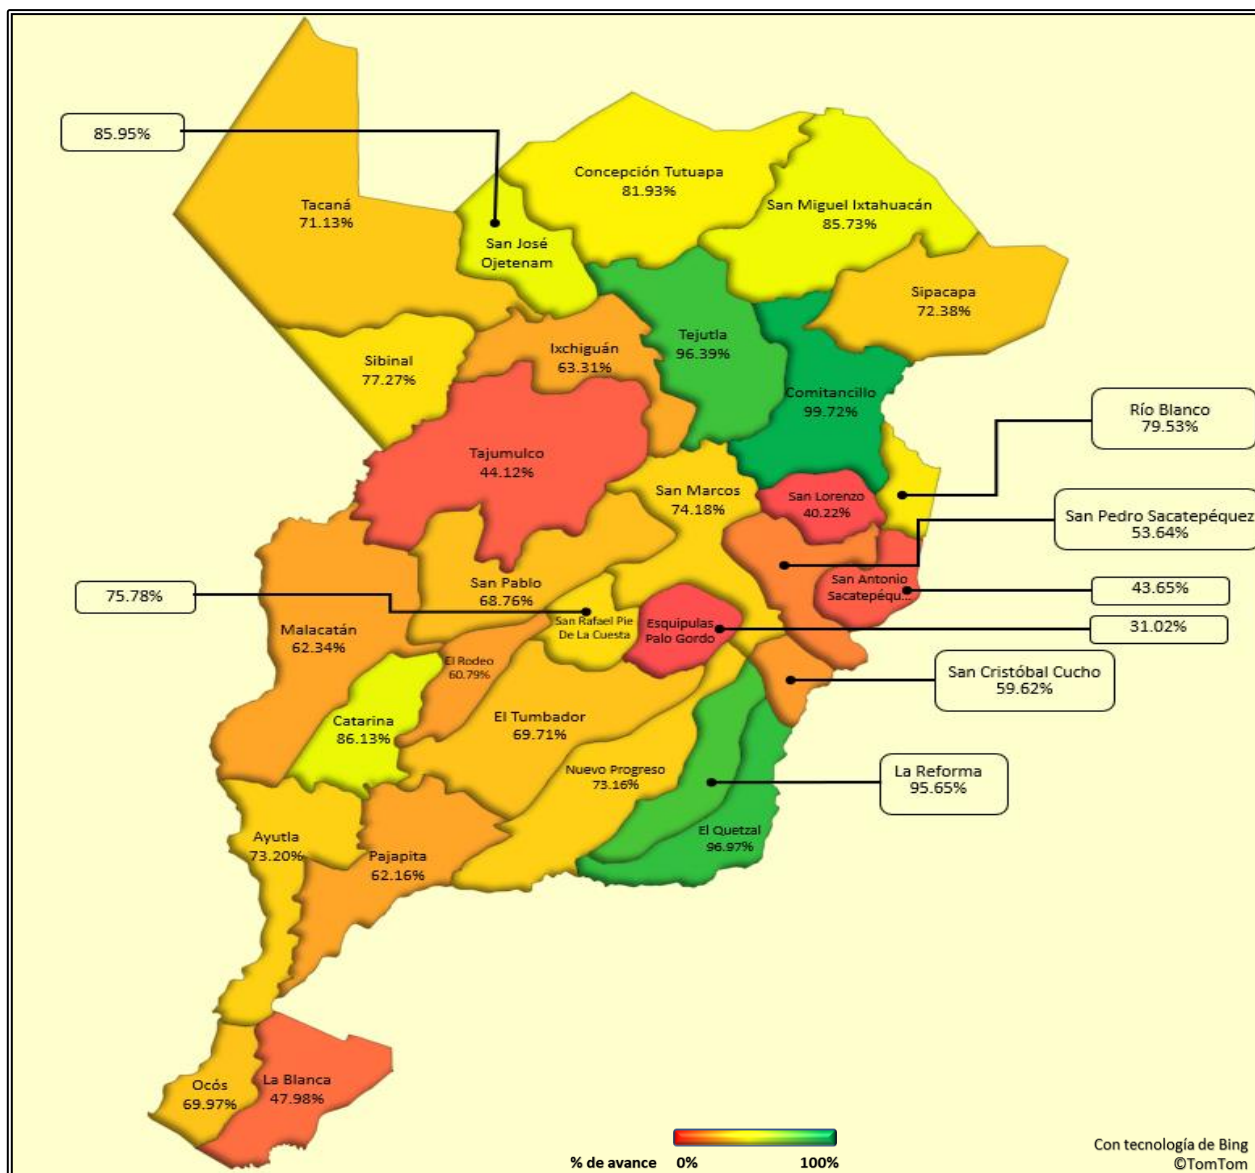 85.95%
Concepción Tutuapa
81.93%
San Miguel Ixtahuacán
85.73%
Tacaná
71.13%
San José
Ojetenam
Sipacapa
72.38%
Tejutla
96.39%
Ixchiguán
63.31%
Sibinal
77.27%
Comitancillo
99.72%
Río Blanco
79.53%
Tajumulco
44.12%
San Marcos
74.18%
San Lorenzo
40.22%
San Pedro Sacatepéquez
53.64%
San Pablo
68.76%
San Antonio
Sacatepéqu...
43.65%
75.78%
San Rafael Pie
De La Cuesta
Esquipulas
Palo Gordo
31.02%
Malacatán
62.34%
El Rodeo
60.79%
San Cristóbal Cucho
59.62%
Catarina
86.13%
El Tumbador
69.71%
Nuevo Progreso
73.16%
La Reforma
95.65%
El Quetzal
96.97%
Ayutla
73.20%
Pajapita
62.16%
Ocós
69.97%
La Blanca
47.98%
% de avance 0% 100%
Con tecnología de Bing
©TomTom